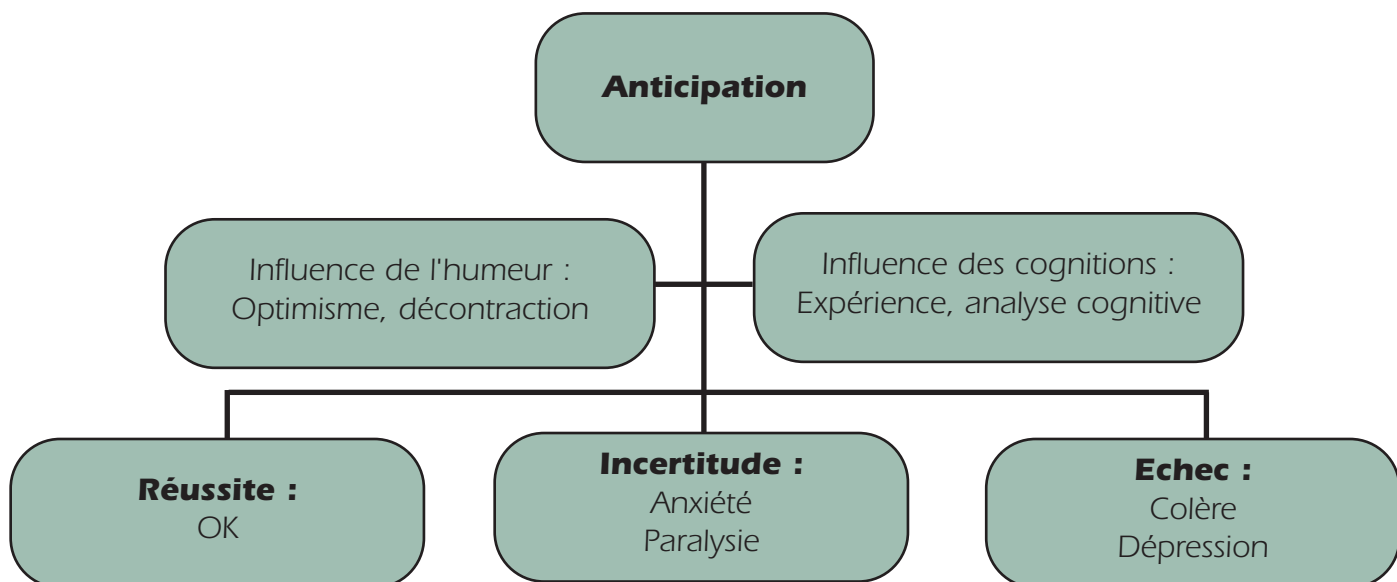 Anticipation
Influence de l'humeur :
Optimisme, décontraction
Influence des cognitions :
Expérience, analyse cognitive
Réussite :
OK
Incertitude :
Anxiété
Paralysie
Echec :
Colère
Dépression